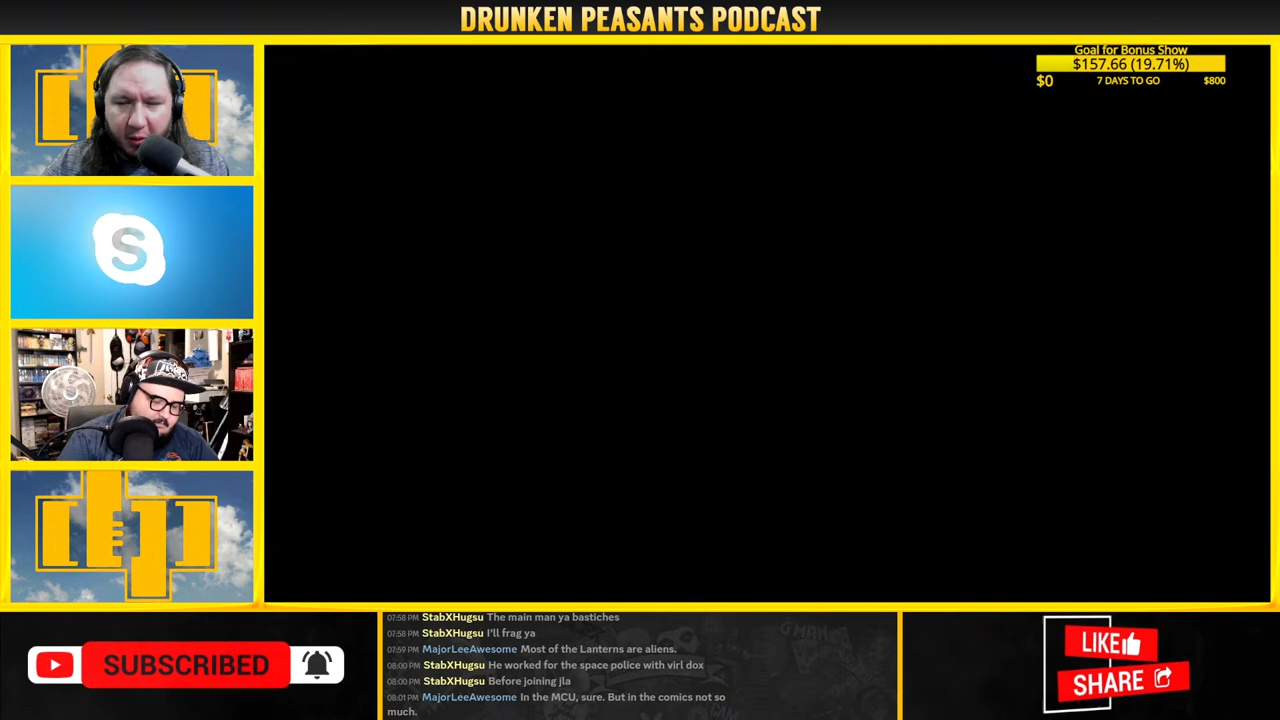 DRUNKEN PEASANTS PODCAST
Goal for Bonus Show
$157.66 (19.71%)
$0 7 DAYS TO GO $800
S
07:58 PM StabXHugsu The main man ya bastiches
07:58 PM StabXHugsu I'll frag ya
07:59 PM MajorLeeAwesome Most of the Lanterns are aliens.
08:00 PM StabXHugsu He worked for the space police with virl dox
08:00 PM StabXHugsu Before joining jla
08:01 PM MajorLeeAwesome In the MCU, sure. But in the comics not so
much.
SUBSCRIBED
LIKE
SHARE